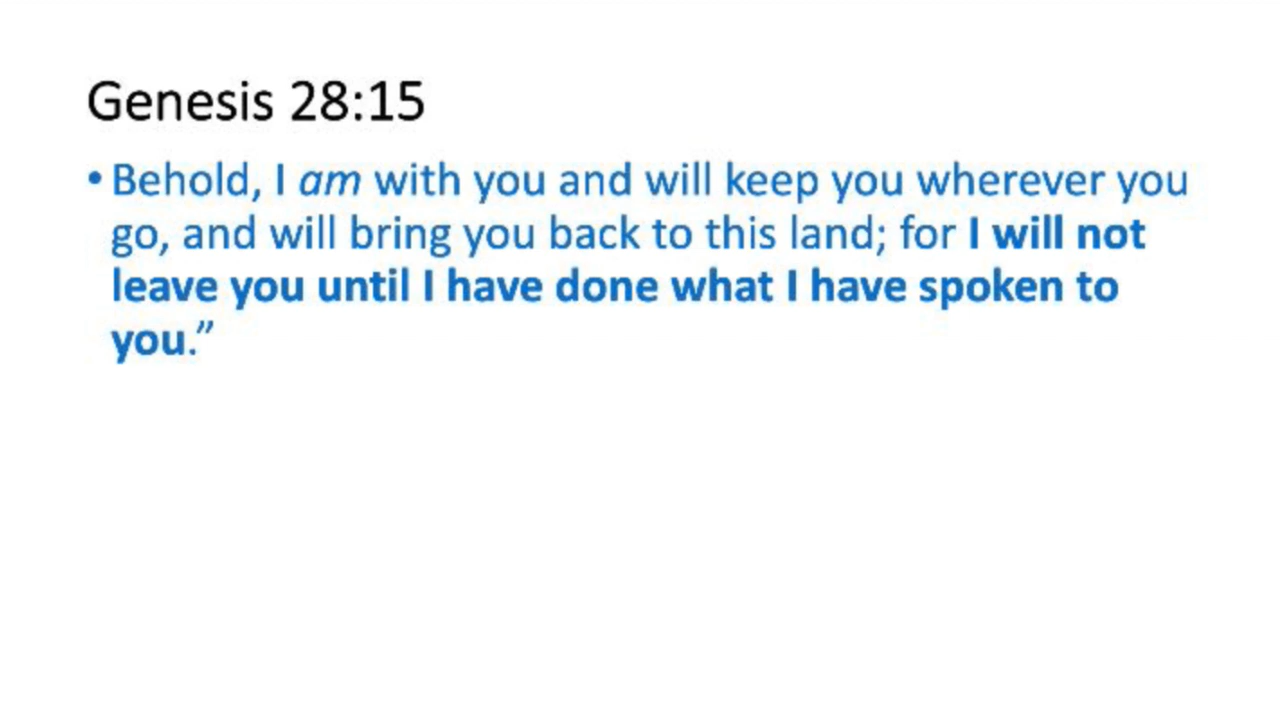 Genesis 28:15
• Behold, I am with you and will keep you wherever you
go, and will bring you back to this land; for I will not
leave you until I have done what I have spoken to
you.”